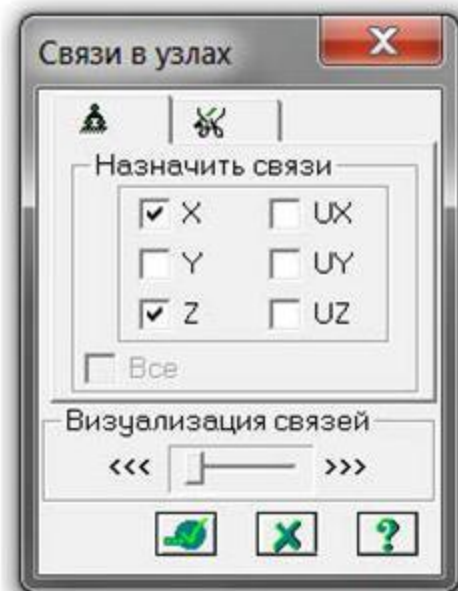 Связи в узлах
Назначить связи
X UX
Y UY
Z UZ
Все
Визуализация связей
<<< >>>
?